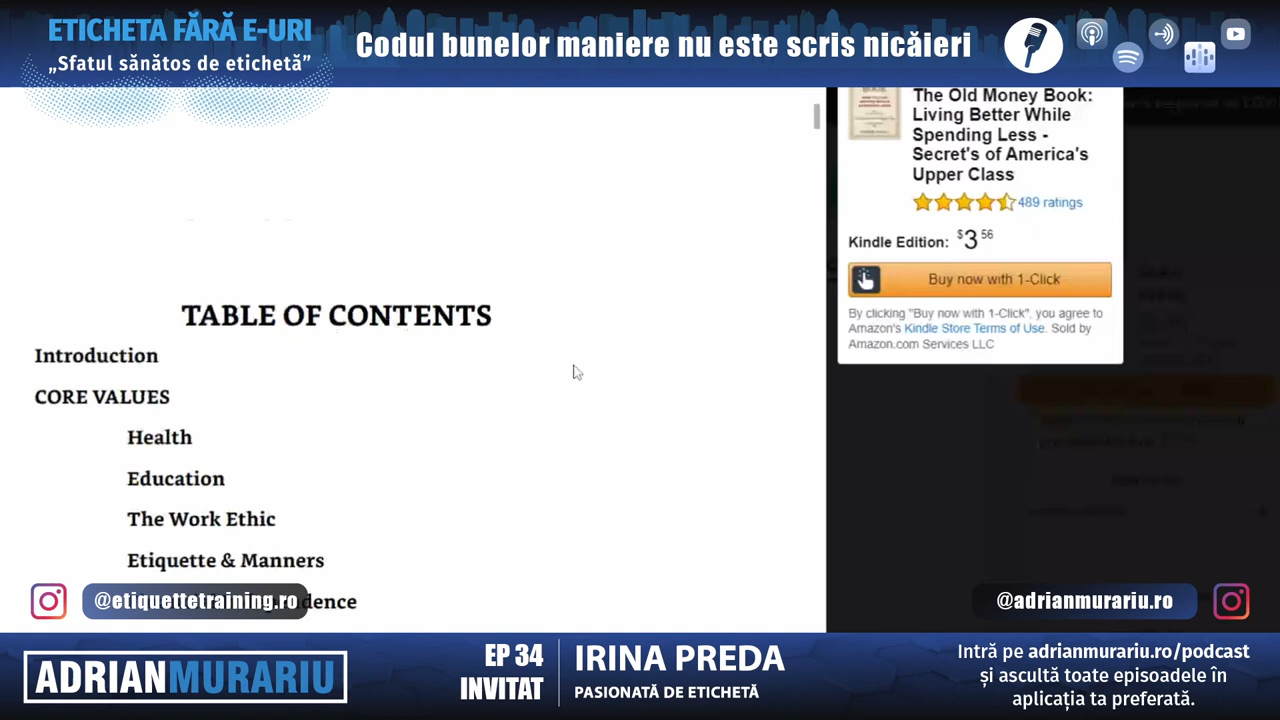 ETICHETA FĂRĂ E-URI
„Sfatul sănătos de etichetă”
Codul bunelor maniere nu este scris nicăieri
The Old Money Book:
Living Better While
Spending Less -
Secret's of America's
Upper Class
489 ratings
Kindle Edition: $3 56
Buy now with 1-Click
By clicking "Buy now with 1-Click", you agree to
Amazon's Kindle Store Terms of Use. Sold by
Amazon.com Services LLC
TABLE OF CONTENTS
Introduction
CORE VALUES
Health
Education
The Work Ethic
Etiquette & Manners
@etiquettetraining.ro
@adrianmurariu.ro
ADRIANMURARIU
EP 34
INVITAT
IRINA PREDA
PASIONATĂ DE ETICHETĂ
Intră pe adrianmurariu.ro/podcast
și ascultă toate episoadele în
aplicația ta preferată.